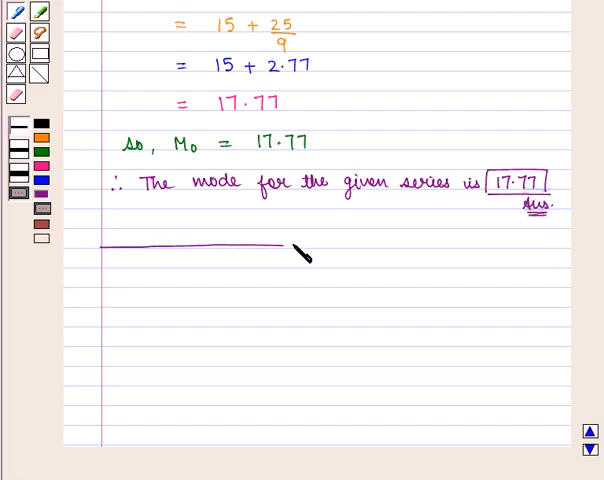 = 15 + 25/9
= 15 + 2.77
= 17.77
so, Mo = 17.77
∴ The mode for the given series is 17.77
Ans.